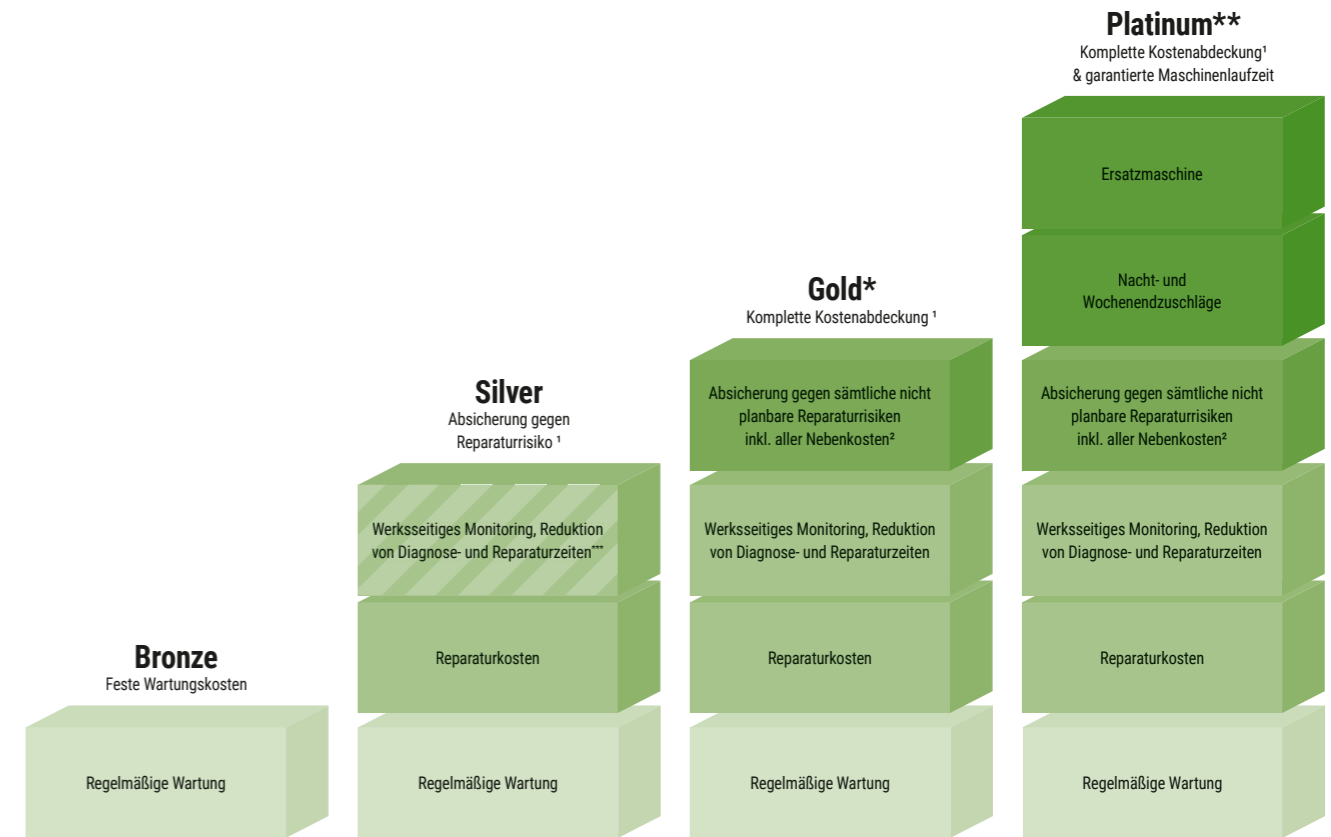 Platinum**
Komplette Kostenabdeckung¹
& garantierte Maschinenlaufzeit
Ersatzmaschine
Nacht- und
Wochenendzuschläge
Gold*
Komplette Kostenabdeckung ¹
Absicherung gegen sämtliche nicht
planbare Reparaturrisiken
inkl. aller Nebenkosten²
Absicherung gegen sämtliche nicht
planbare Reparaturrisiken
inkl. aller Nebenkosten²
Silver
Absicherung gegen
Reparaturrisiko ¹
Werksseitiges Monitoring, Reduktion
von Diagnose- und Reparaturzeiten***
Werksseitiges Monitoring, Reduktion
von Diagnose- und Reparaturzeiten
Werksseitiges Monitoring, Reduktion
von Diagnose- und Reparaturzeiten
Bronze
Feste Wartungskosten
Reparaturkosten
Reparaturkosten
Reparaturkosten
Regelmäßige Wartung
Regelmäßige Wartung
Regelmäßige Wartung
Regelmäßige Wartung